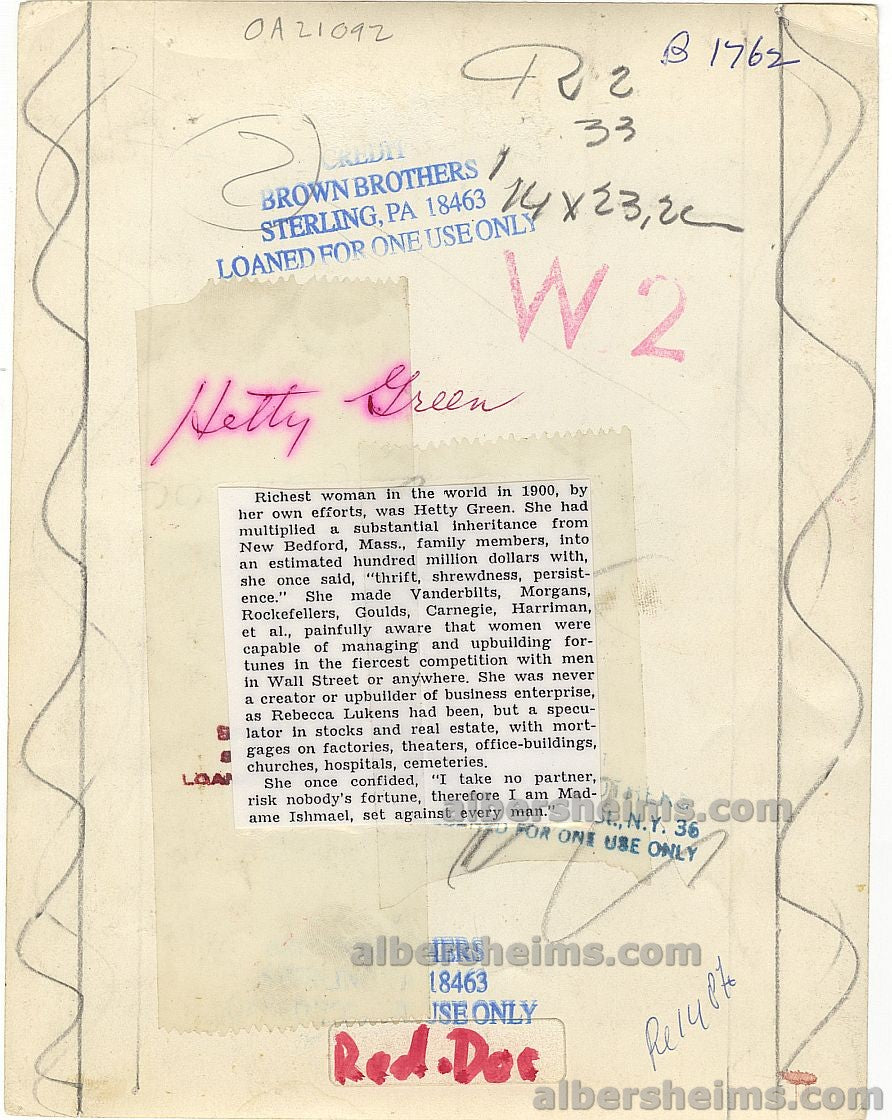 OA21092
B 1762
R 2
33
CREDIT
BROWN BROTHERS
STERLING, PA 18463
LOANED FOR ONE USE ONLY
14 X 23,2c
W 2
Hetty Green
Richest woman in the world in 1900, by
her own efforts, was Hetty Green. She had
multiplied a substantial inheritance from
New Bedford, Mass., family members, into
an estimated hundred million dollars with,
she once said, “thrift, shrewdness, persist-
ence.” She made Vanderbilts, Morgans,
Rockefellers, Goulds, Carnegie, Harriman,
et al., painfully aware that women were
capable of managing and upbuilding for-
tunes in the fiercest competition with men
in Wall Street or anywhere. She was never
a creator or upbuilder of business enterprise,
as Rebecca Lukens had been, but a specu-
lator in stocks and real estate, with mort-
gages on factories, theaters, office-buildings,
churches, hospitals, cemeteries.
She once confided, “I take no partner,
risk nobody's fortune, therefore I am Mad-
ame Ishmael, set against every man.”
LOAN
albersheims.com
St., N.Y. 36
FOR ONE USE ONLY
albersheims.com
ERS
18463
USE ONLY
Red.Doc
albersheims.com